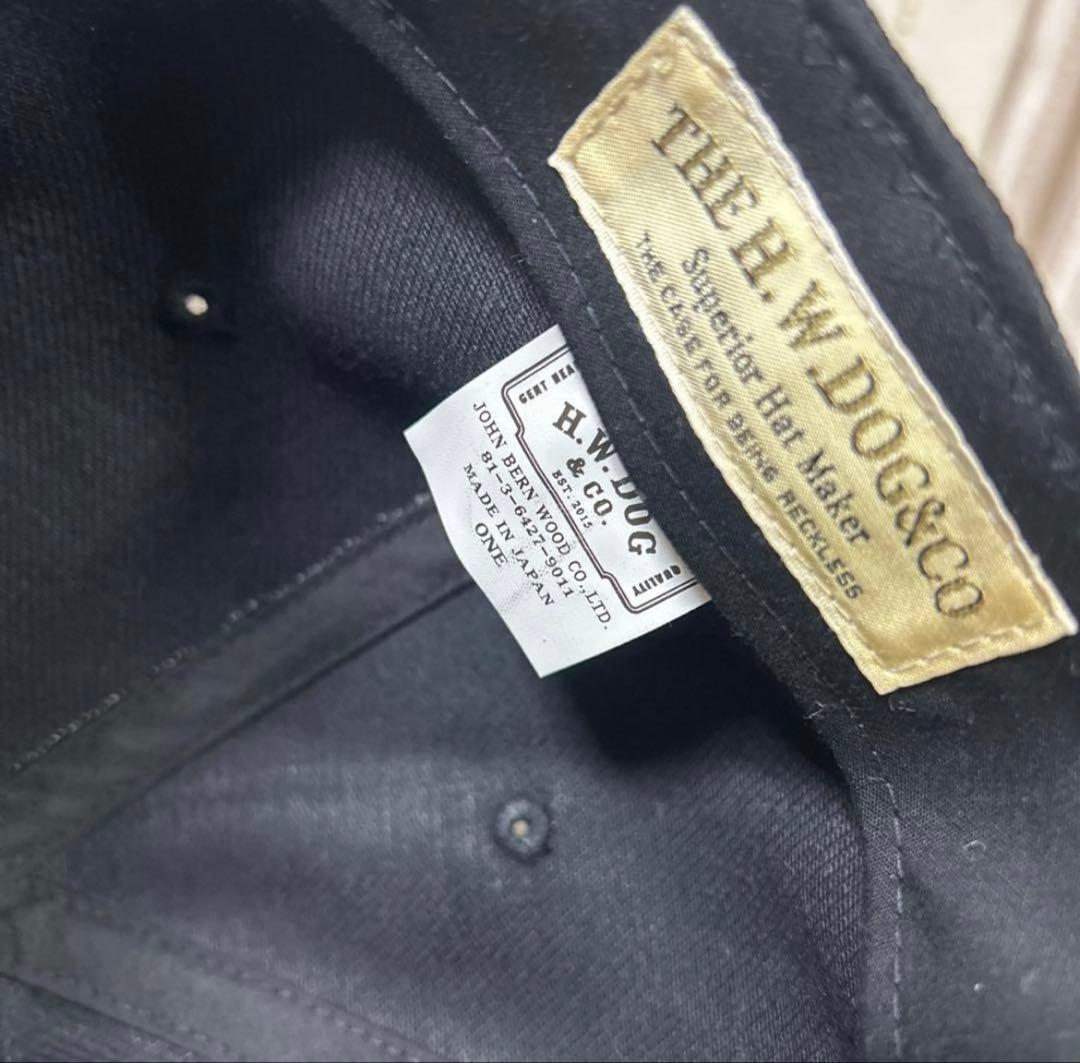 THE H.W.DOG&CO
Superior Hat Maker
THE CASE FOR BEING RECKLESS
H.W.DOG
& CO.
EST. 2015
JOHN BERN WOOD CO.,LTD.
81-3-6427-9011
MADE IN JAPAN
ONE